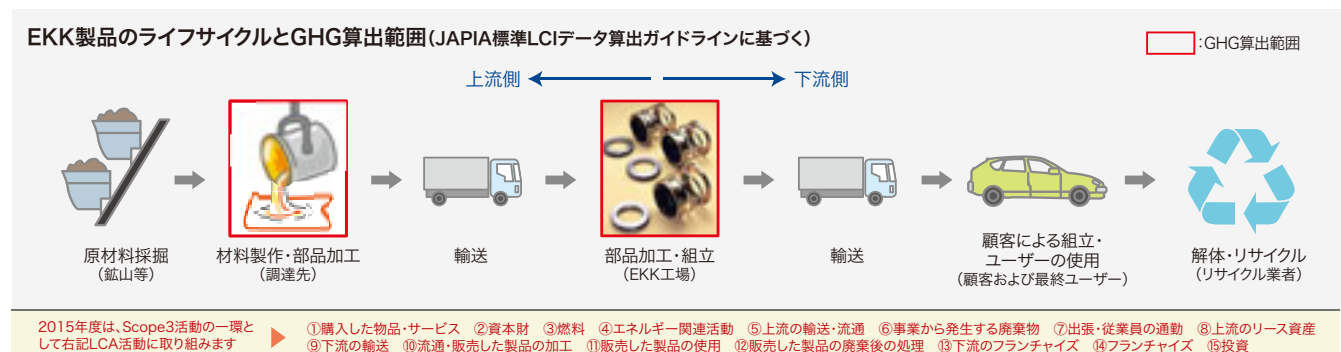 EKK製品のライフサイクルとGHG算出範囲(JAPIA標準LCIデータ算出ガイドラインに基づく)
:GHG算出範囲
上流側
下流側
原材料採掘
(鉱山等)
材料製作・部品加工
(調達先)
輸送
部品加工・組立
(EKK工場)
輸送
顧客による組立・
ユーザーの使用
(顧客および最終ユーザー)
解体・リサイクル
(リサイクル業者)
2015年度は、Scope3活動の一環と
して右記LCA活動に取り組みます
①購入した物品・サービス ②資本財 ③燃料 ④エネルギー関連活動 ⑤上流の輸送・流通 ⑥事業から発生する廃棄物 ⑦出張・従業員の通勤 ⑧上流のリース資産
⑨下流の輸送 ⑩流通・販売した製品の加工 ⑪販売した製品の使用 ⑫販売した製品の廃棄後の処理 ⑬下流のフランチャイズ ⑭フランチャイズ ⑮投資